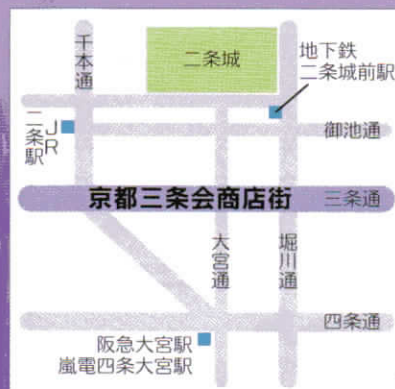 千本通
二条城
地下鉄
二条城前駅
JR
二条駅
御池通
京都三条会商店街
三条通
大宮通
堀川通
四条通
阪急大宮駅
嵐電四条大宮駅